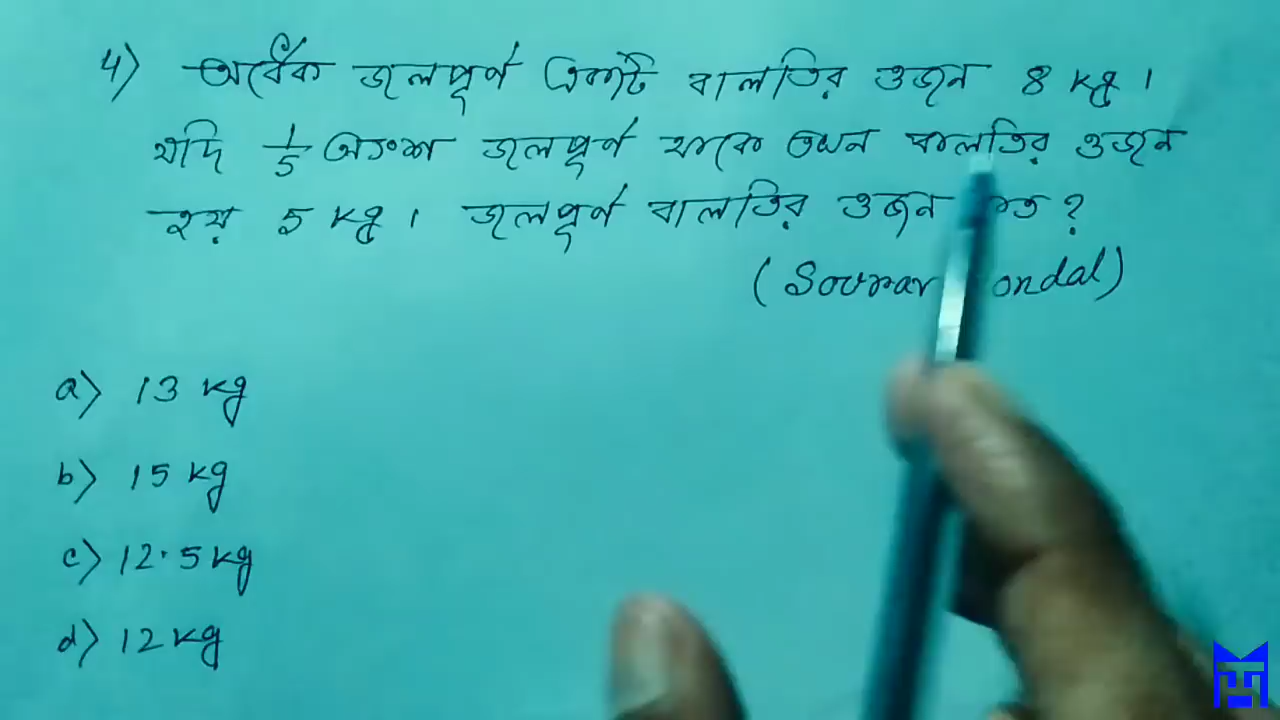 4) অর্ধেক জলপূর্ণ একটি বালতির ওজন 8 kg।
যদি 1/5 অংশ জলপূর্ণ থাকে তখন বালতির ওজন
হয় 5 kg। জলপূর্ণ বালতির ওজন ?
(Sourav ondal)
a) 13 kg
b) 15 kg
c) 12.5 kg
d) 12 kg